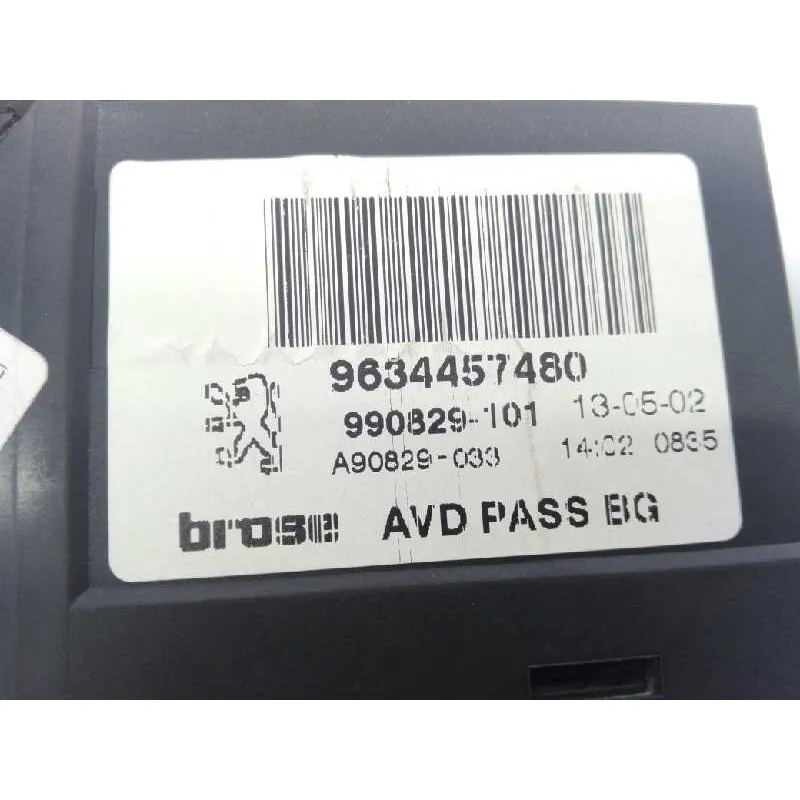 9634457480
990829-101 13-05-02
A90829-033 14:02 0835
brose AVD PASS BG